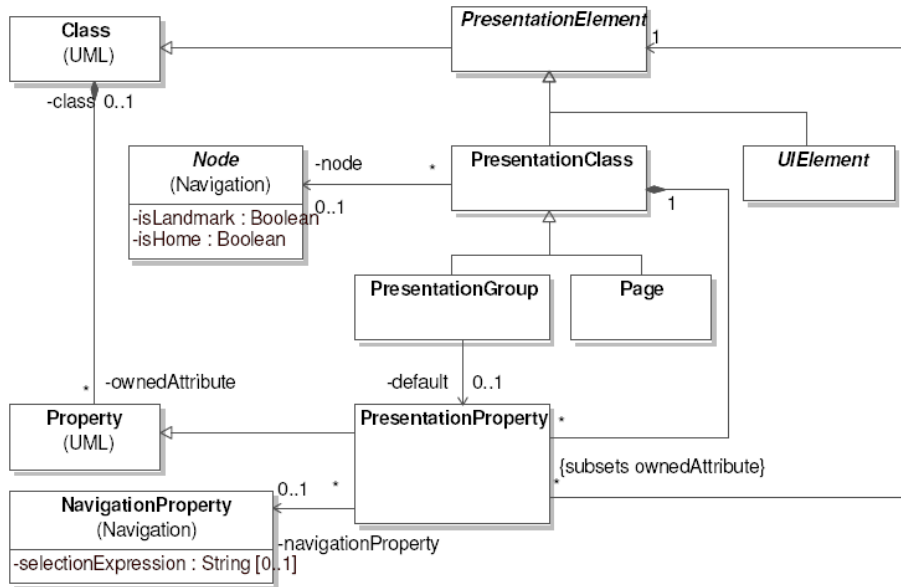 Class
(UML)
PresentationElement
1
-class 0..1
Node
(Navigation)
-isLandmark : Boolean
-isHome : Boolean
-node
*
0..1
PresentationClass
1
UIElement
PresentationGroup
Page
* -ownedAttribute
-default 0..1
Property
(UML)
PresentationProperty
*
{subsets ownedAttribute}
*
0..1 *
NavigationProperty
(Navigation)
-selectionExpression : String [0..1]
-navigationProperty